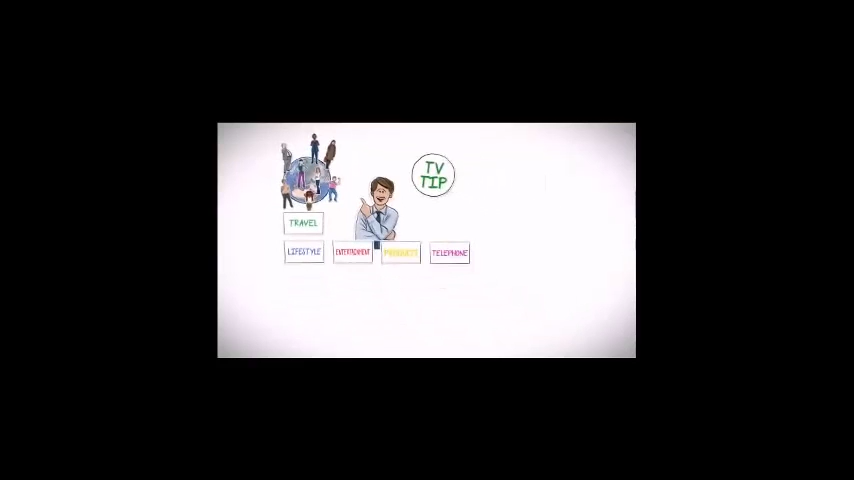 TV
TIP
TRAVEL
LIFESTYLE
ENTERTAINMENT
PRODUCTS
TELEPHONE